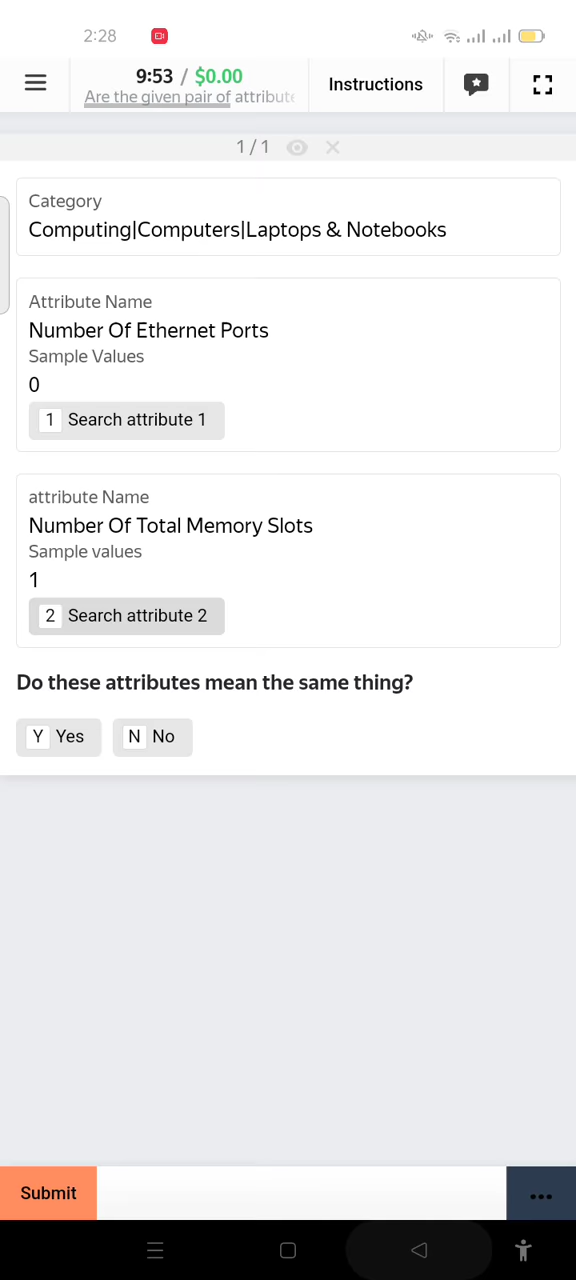 2:28
9:53 / $0.00
Are the given pair of attribute
Instructions
1 / 1
Category
Computing|Computers|Laptops & Notebooks
Attribute Name
Number Of Ethernet Ports
Sample Values
0
1 Search attribute 1
attribute Name
Number Of Total Memory Slots
Sample values
1
2 Search attribute 2
Do these attributes mean the same thing?
Y Yes
N No
Submit